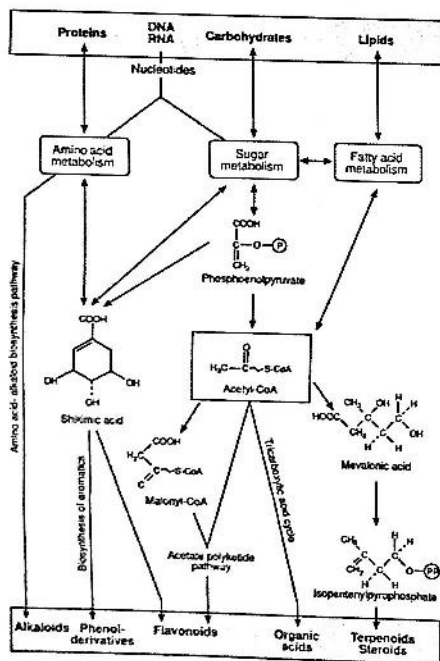 Proteins
DNA
RNA
Carbohydrates
Lipids
Nucleotides
Amino acid
metabolism
Sugar
metabolism
Fatty acid
metabolism
COOH
C—O—P
CH₂
Phosphoenolpyruvate
COOH
OH
OH
OH
Shikimic acid
O
H₃C—C—S-CoA
Acetyl-CoA
COOH
H₂C
C—S-CoA
O
Malonyl-CoA
CH₃
OH
H
H
HOOC
OH
CH₂
C
H
H
Mevalonic acid
CH₃
H
H
C
CH₂
C
O
PP
H
H
Isopentenylpyrophosphate
Amino acid- alkaloid biosynthesis pathway
Biosynthesis of aromatics
Tricarboxylic acid
cycle
Acetate polyketide
pathway
Alkaloids
Phenol-
derivatives
Flavonoids
Organic
acids
Terpenoids
Steroids